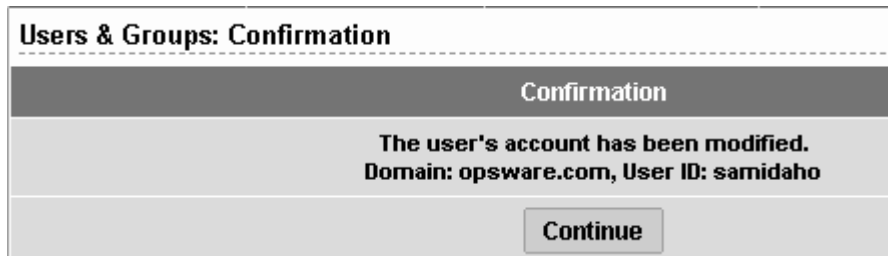 Users & Groups: Confirmation
Confirmation
The user's account has been modified.
Domain: opsware.com, User ID: samidaho
Continue